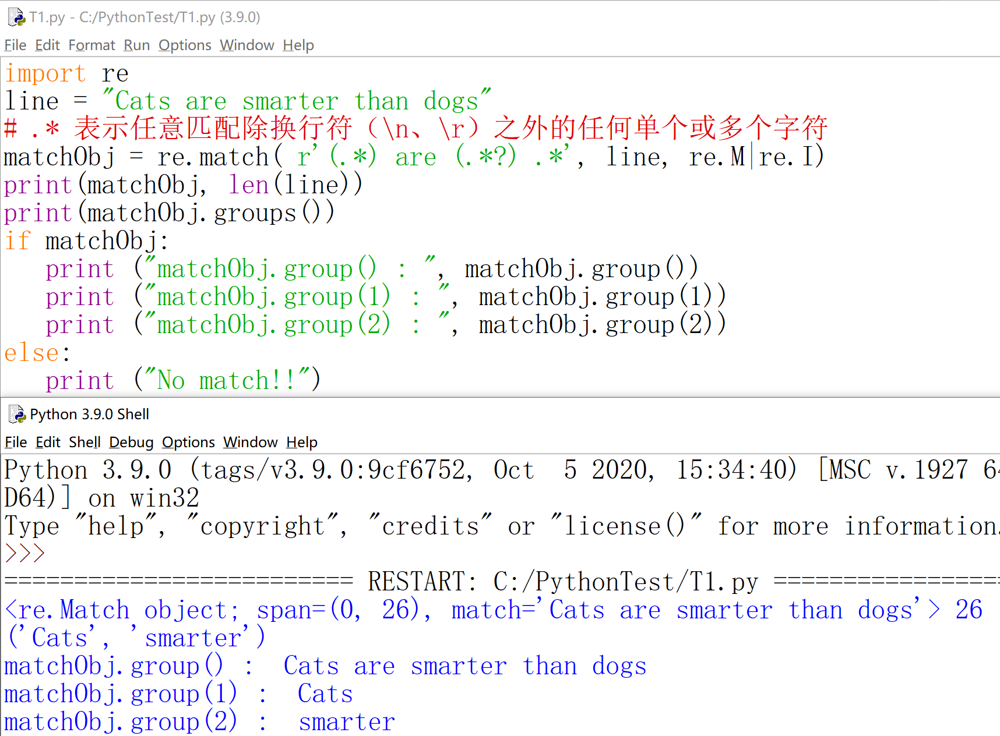 T1.py - C:/PythonTest/T1.py (3.9.0)
File Edit Format Run Options Window Help
import re
line = "Cats are smarter than dogs"
# .* 表示任意匹配除换行符（\n、\r）之外的任何单个或多个字符
matchObj = re.match( r'(.*) are (.*?) .*', line, re.M|re.I)
print(matchObj, len(line))
print(matchObj.groups())
if matchObj:
   print ("matchObj.group() : ", matchObj.group())
   print ("matchObj.group(1) : ", matchObj.group(1))
   print ("matchObj.group(2) : ", matchObj.group(2))
else:
   print ("No match!!")
Python 3.9.0 Shell
File Edit Shell Debug Options Window Help
Python 3.9.0 (tags/v3.9.0:9cf6752, Oct  5 2020, 15:34:40) [MSC v.1927 64
D64)] on win32
Type "help", "copyright", "credits" or "license()" for more information.
>>>
========================= RESTART: C:/PythonTest/T1.py =================
<re.Match object; span=(0, 26), match='Cats are smarter than dogs'> 26
('Cats', 'smarter')
matchObj.group() :  Cats are smarter than dogs
matchObj.group(1) :  Cats
matchObj.group(2) :  smarter